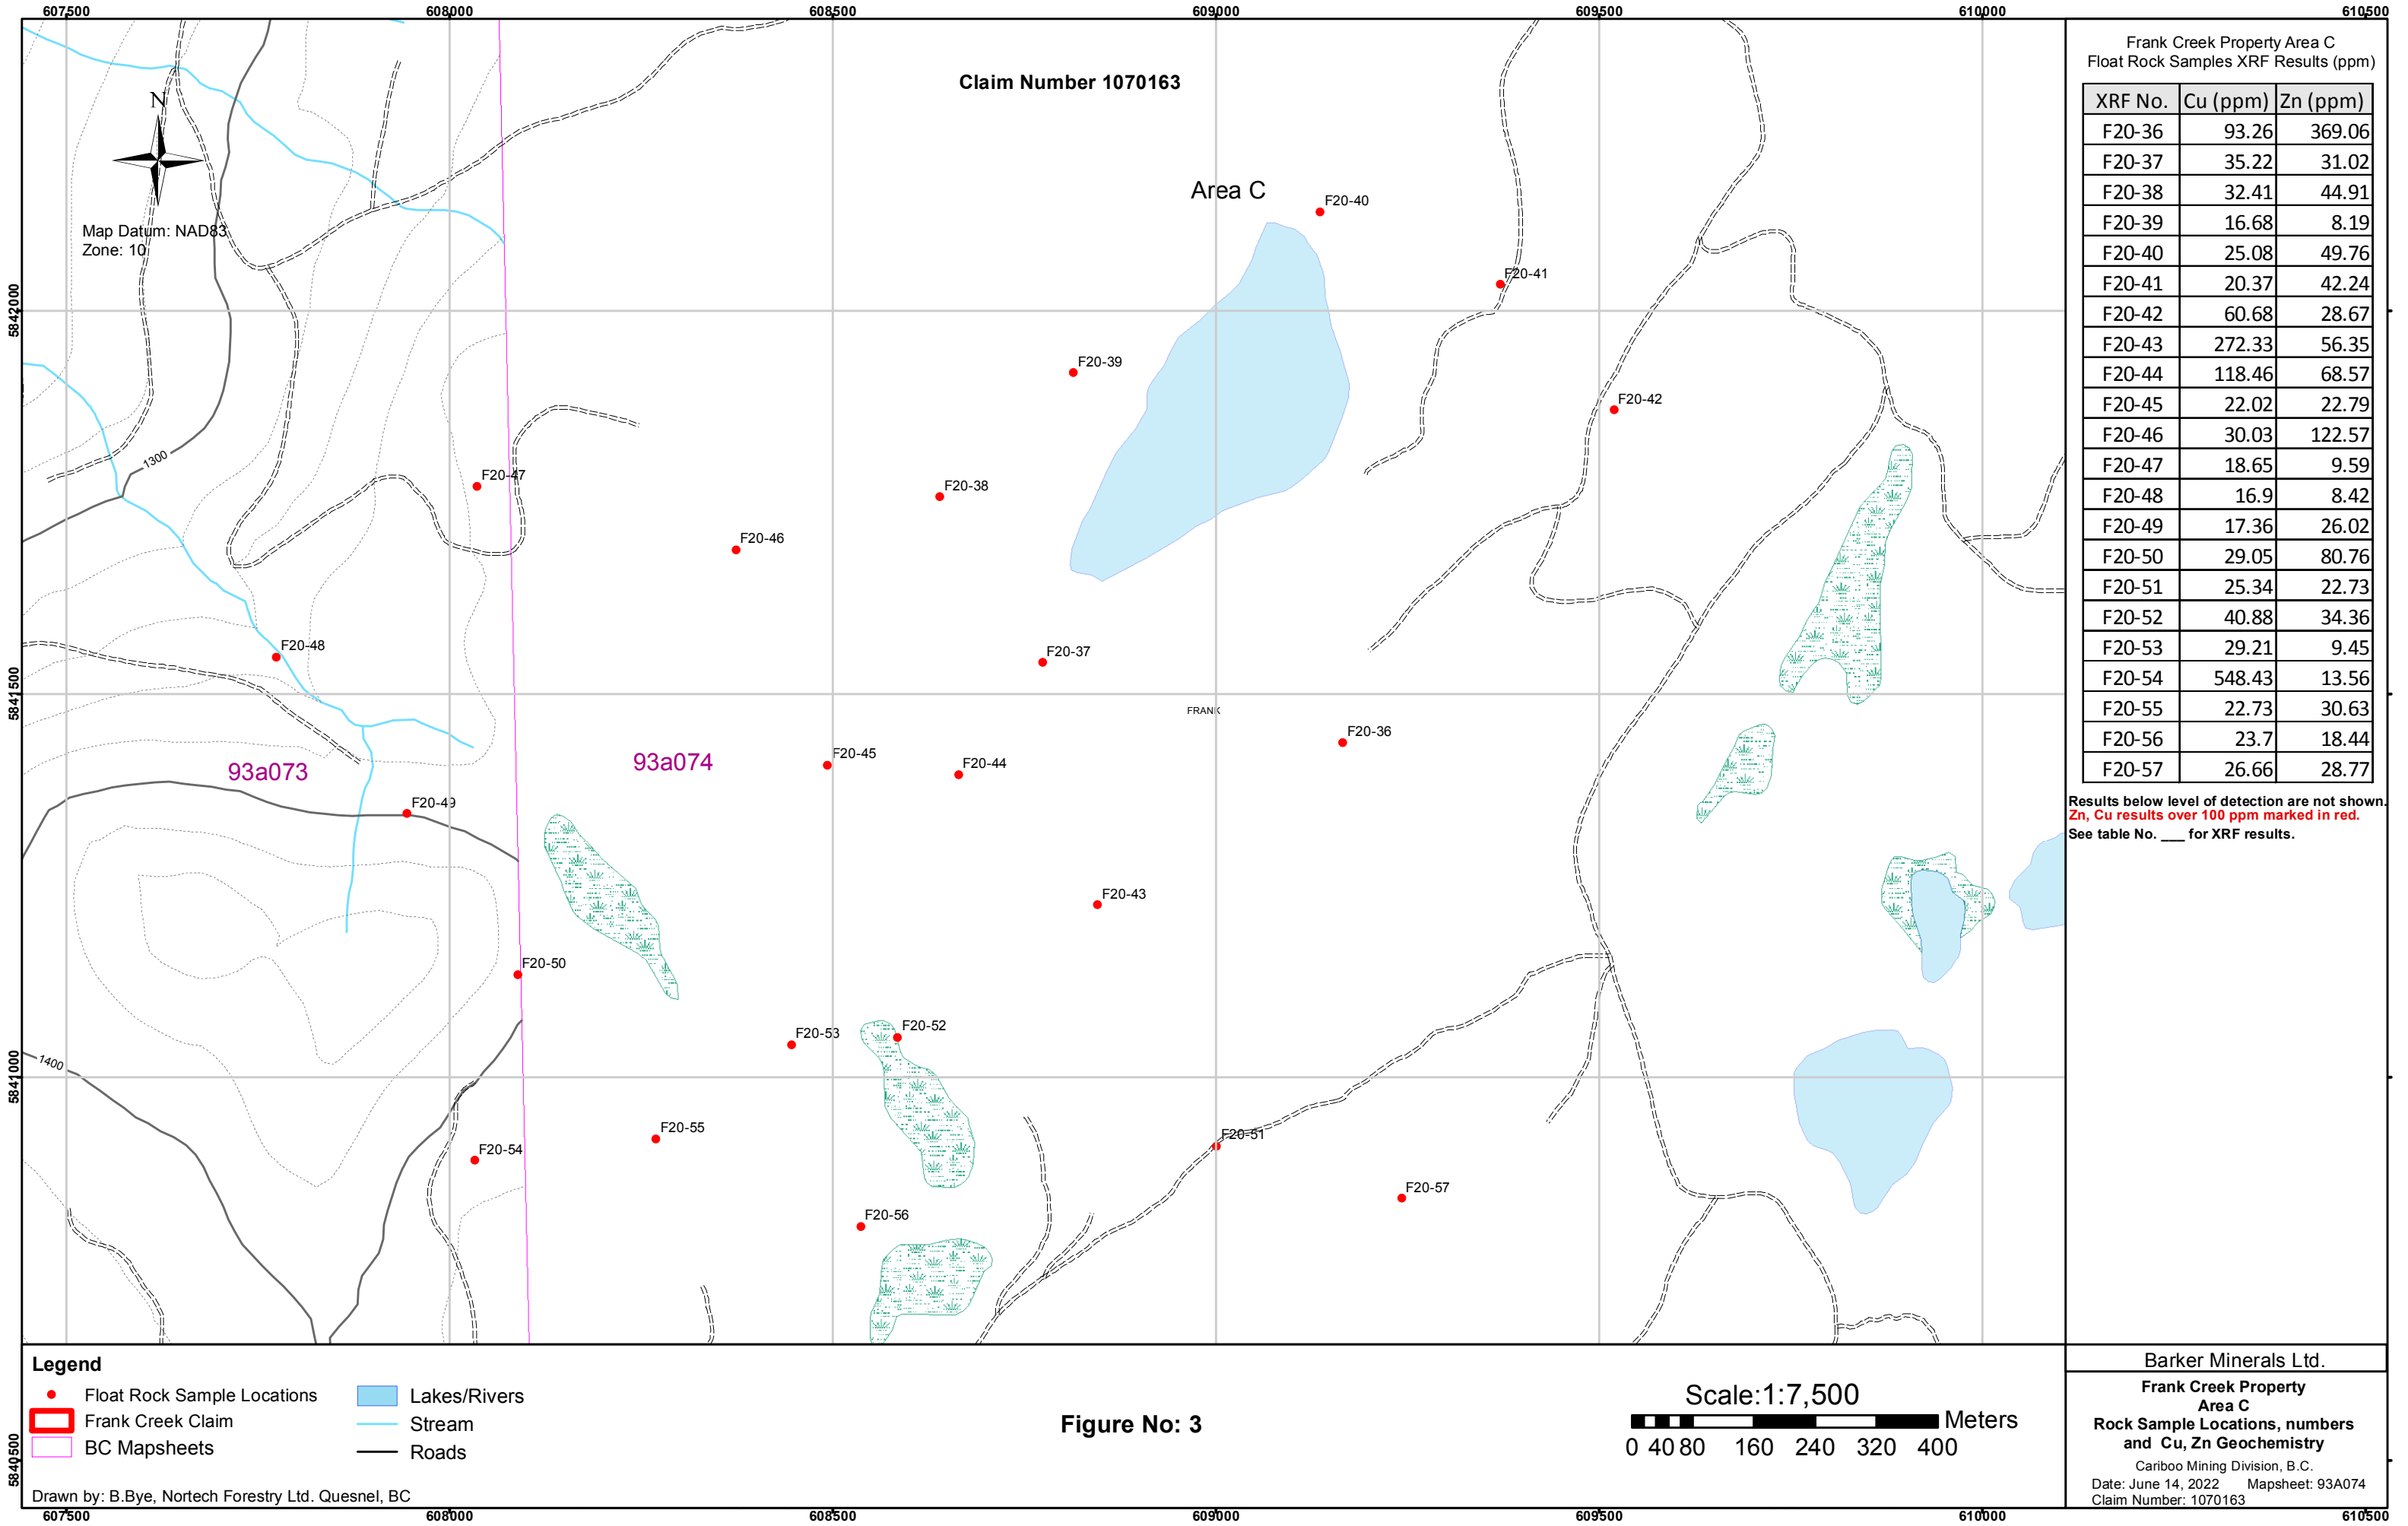 607500 608000 608500 609000 609500 610000 610500
Claim Number 1070163
N
Map Datum: NAD83
Zone: 10
Area C
F20-40
F20-41
5842000
F20-39
F20-42
1300
F20-47
F20-38
F20-46
F20-48
F20-37
5841500
FRANK
F20-36
F20-45
93a074
F20-44
93a073
F20-49
F20-43
F20-50
F20-52
F20-53
1400
5841000
F20-55
F20-51
F20-54
F20-57
F20-56
Frank Creek Property Area C
Float Rock Samples XRF Results (ppm)
XRF No. Cu (ppm) Zn (ppm)
F20-36 93.26 369.06
F20-37 35.22 31.02
F20-38 32.41 44.91
F20-39 16.68 8.19
F20-40 25.08 49.76
F20-41 20.37 42.24
F20-42 60.68 28.67
F20-43 272.33 56.35
F20-44 118.46 68.57
F20-45 22.02 22.79
F20-46 30.03 122.57
F20-47 18.65 9.59
F20-48 16.9 8.42
F20-49 17.36 26.02
F20-50 29.05 80.76
F20-51 25.34 22.73
F20-52 40.88 34.36
F20-53 29.21 9.45
F20-54 548.43 13.56
F20-55 22.73 30.63
F20-56 23.7 18.44
F20-57 26.66 28.77
Results below level of detection are not shown.
Zn, Cu results over 100 ppm marked in red.
See table No. ___ for XRF results.
Legend
Float Rock Sample Locations
Frank Creek Claim
BC Mapsheets
Lakes/Rivers
Stream
Roads
Drawn by: B.Bye, Nortech Forestry Ltd. Quesnel, BC
Figure No: 3
Scale:1:7,500
Meters
0 40 80 160 240 320 400
Barker Minerals Ltd.
Frank Creek Property
Area C
Rock Sample Locations, numbers
and Cu, Zn Geochemistry
Cariboo Mining Division, B.C.
Date: June 14, 2022 Mapsheet: 93A074
Claim Number: 1070163
5840500
607500 608000 608500 609000 609500 610000 610500